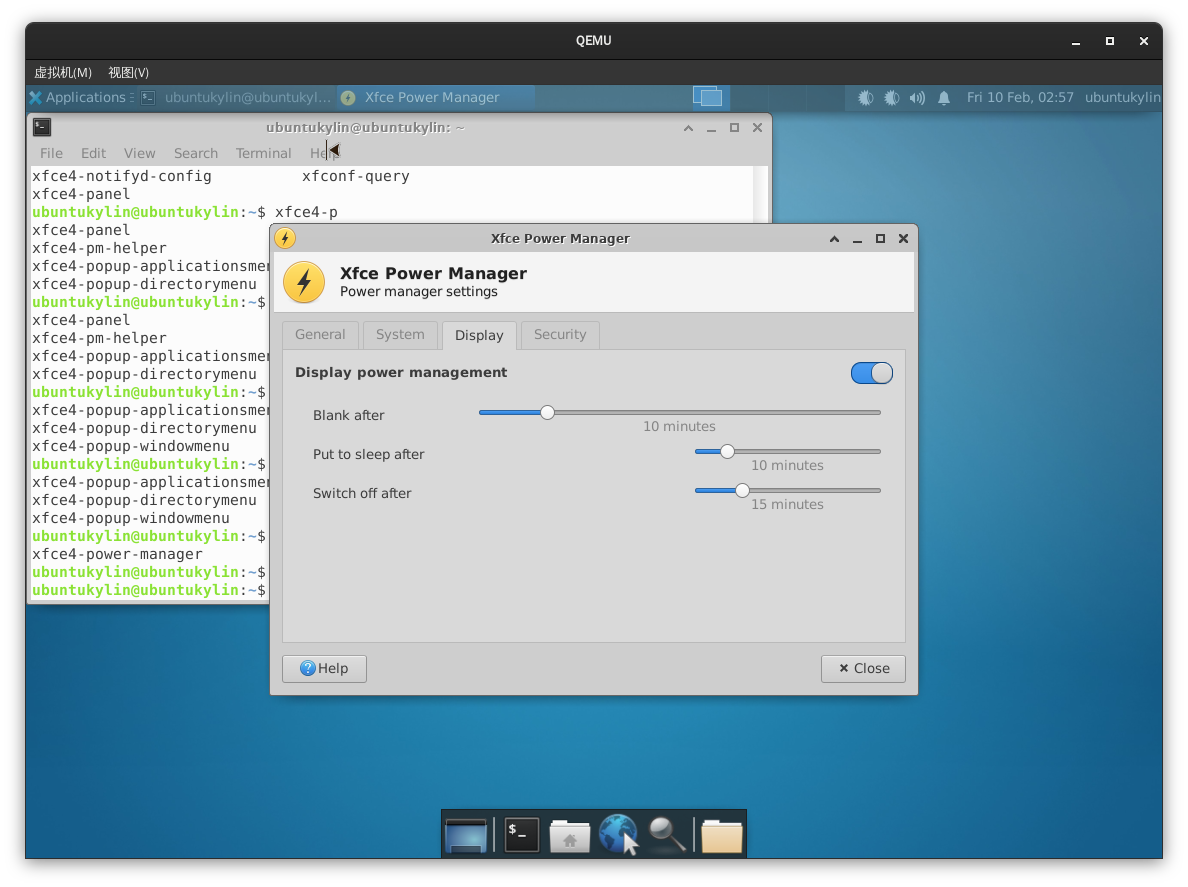 QEMU
虚拟机(M) 视图(V)
Applications ubuntukylin@ubuntukyl... Xfce Power Manager Fri 10 Feb, 02:57 ubuntukylin
ubuntukylin@ubuntukylin: ~
File Edit View Search Terminal Help
xfce4-notifyd-config xfconf-query
xfce4-panel
ubuntukylin@ubuntukylin:~$ xfce4-p
xfce4-panel
xfce4-pm-helper
xfce4-popup-applicationsmen
xfce4-popup-directorymenu
ubuntukylin@ubuntukylin:~$
xfce4-panel
xfce4-pm-helper
xfce4-popup-applicationsmen
xfce4-popup-directorymenu
ubuntukylin@ubuntukylin:~$
xfce4-popup-applicationsmen
xfce4-popup-directorymenu
xfce4-popup-windowmenu
ubuntukylin@ubuntukylin:~$
xfce4-popup-applicationsmen
xfce4-popup-directorymenu
xfce4-popup-windowmenu
ubuntukylin@ubuntukylin:~$
xfce4-power-manager
ubuntukylin@ubuntukylin:~$
ubuntukylin@ubuntukylin:~$
Xfce Power Manager
Xfce Power Manager
Power manager settings
General System Display Security
Display power management
Blank after
10 minutes
Put to sleep after
10 minutes
Switch off after
15 minutes
Help Close